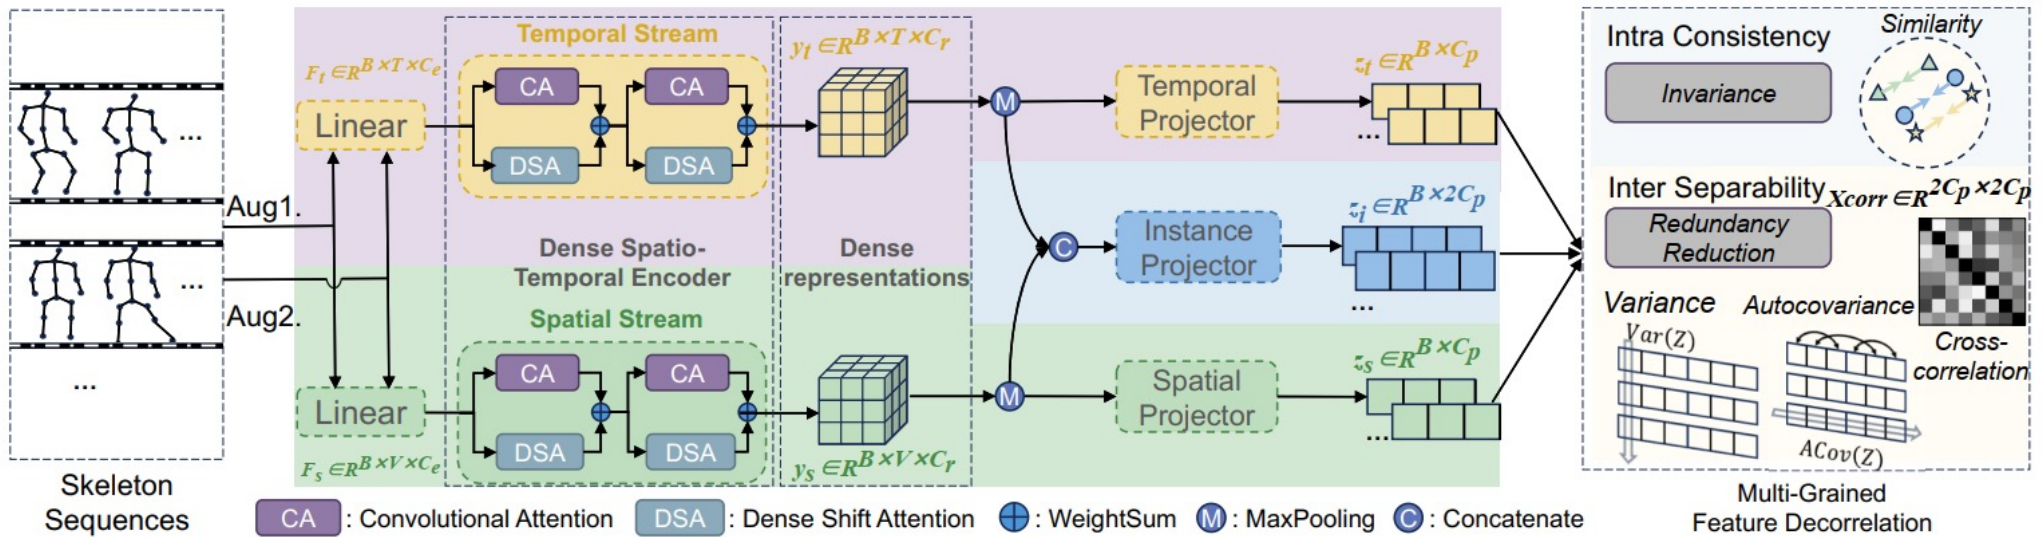 ...
...
...
Skeleton
Sequences
Aug1.
Aug2.
F_t ∈R^{B×T×C_e}
Linear
Temporal Stream
CA
CA
DSA
DSA
Dense Spatio-
Temporal Encoder
Linear
F_s ∈R^{B×V×C_e}
Spatial Stream
CA
CA
DSA
DSA
y_t ∈R^{B×T×C_r}
Dense
representations
y_s ∈R^{B×V×C_r}
M
C
M
Temporal
Projector
Instance
Projector
Spatial
Projector
z_t ∈R^{B×C_p}
...
z_i ∈R^{B×2C_p}
...
z_s ∈R^{B×C_p}
...
Intra Consistency
Invariance
Similarity
Inter Separability
Xcorr ∈R^{2C_p×2C_p}
Redundancy
Reduction
Variance
Var(Z)
Autocovariance
ACov(Z)
Cross-
correlation
Multi-Grained
Feature Decorrelation
CA : Convolutional Attention
DSA : Dense Shift Attention
: WeightSum
M : MaxPooling
C : Concatenate